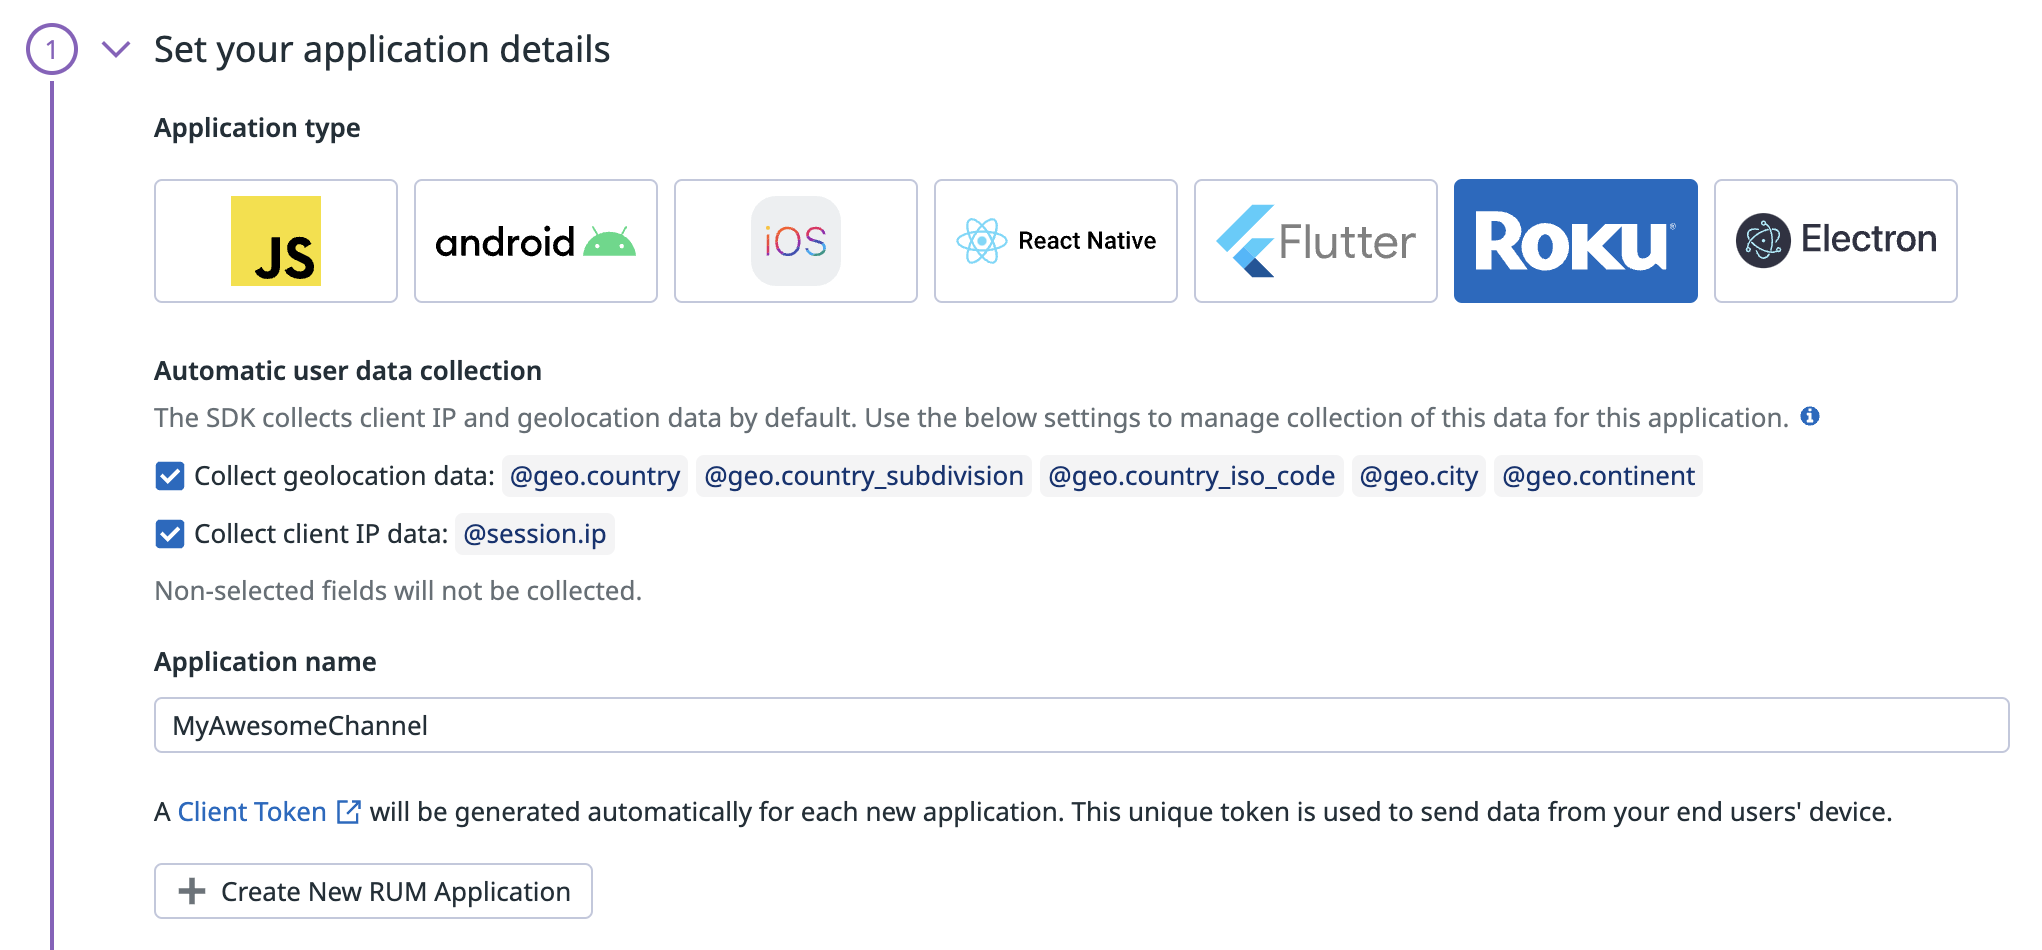 1 Set your application details
Application type
JS android iOS React Native Flutter ROKU® Electron
Automatic user data collection
The SDK collects client IP and geolocation data by default. Use the below settings to manage collection of this data for this application.
Collect geolocation data: @geo.country @geo.country_subdivision @geo.country_iso_code @geo.city @geo.continent
Collect client IP data: @session.ip
Non-selected fields will not be collected.
Application name
MyAwesomeChannel
A Client Token will be generated automatically for each new application. This unique token is used to send data from your end users' device.
Create New RUM Application